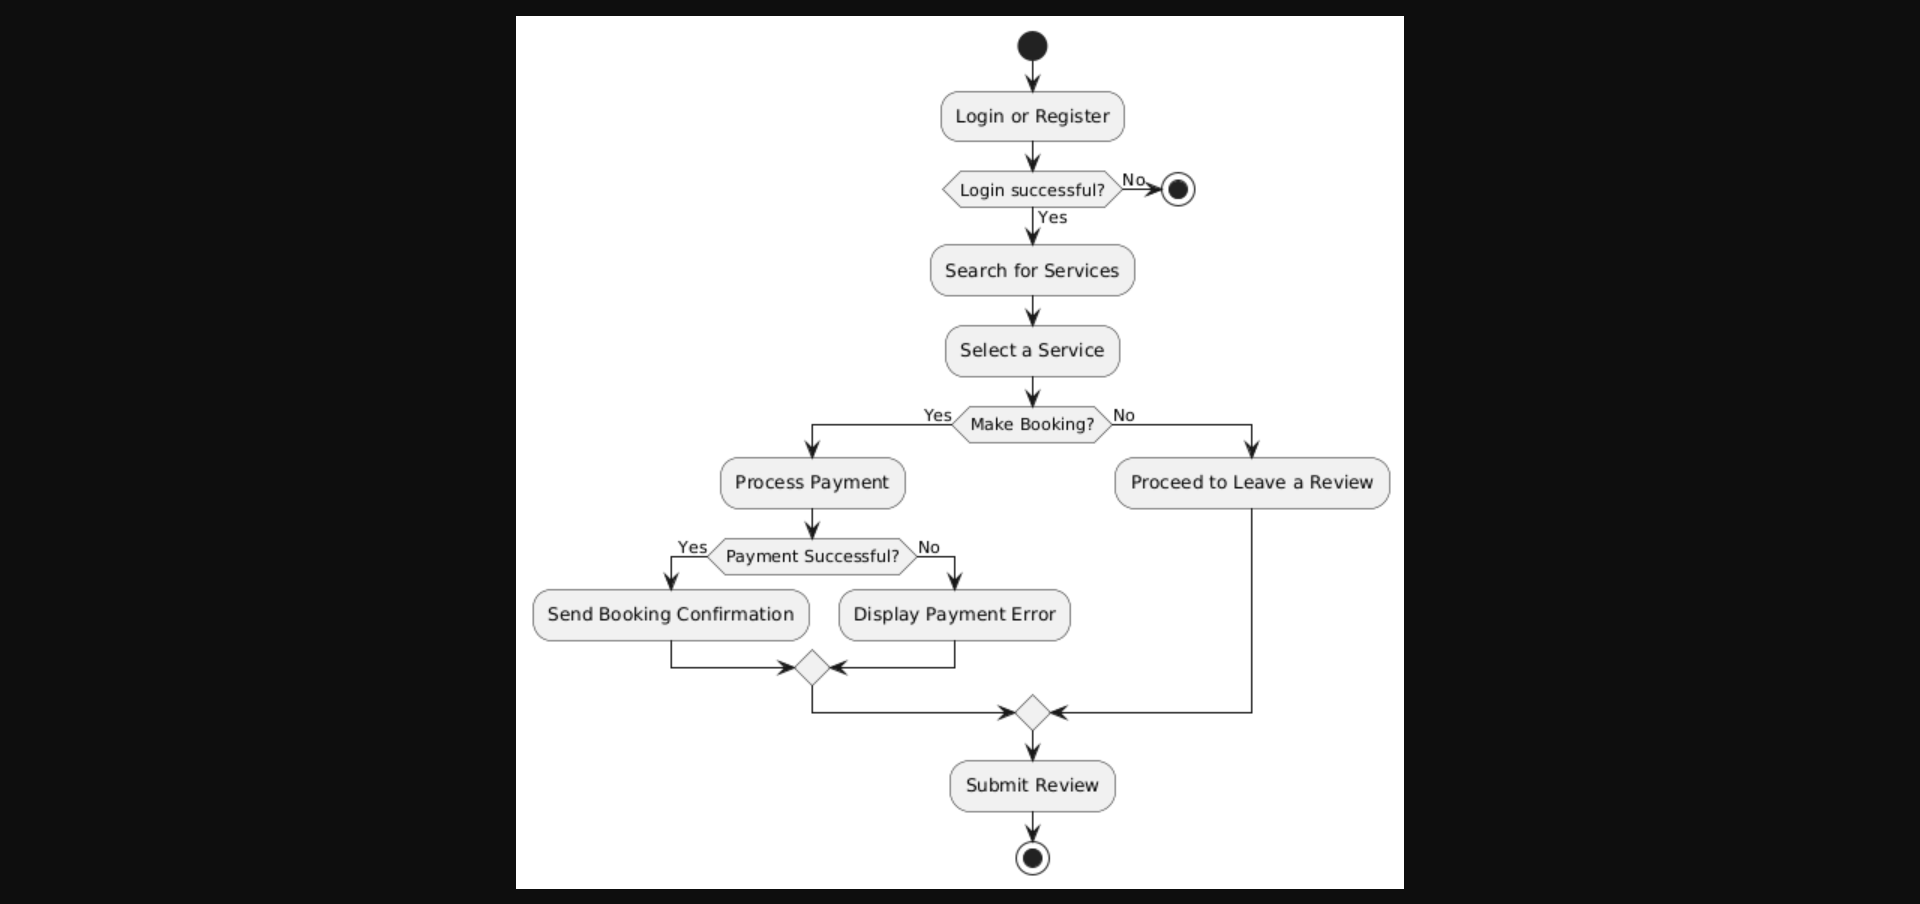 Login or Register
Login successful?
No
Yes
Search for Services
Select a Service
Yes
Make Booking?
No
Process Payment
Proceed to Leave a Review
Yes
Payment Successful?
No
Send Booking Confirmation
Display Payment Error
Submit Review